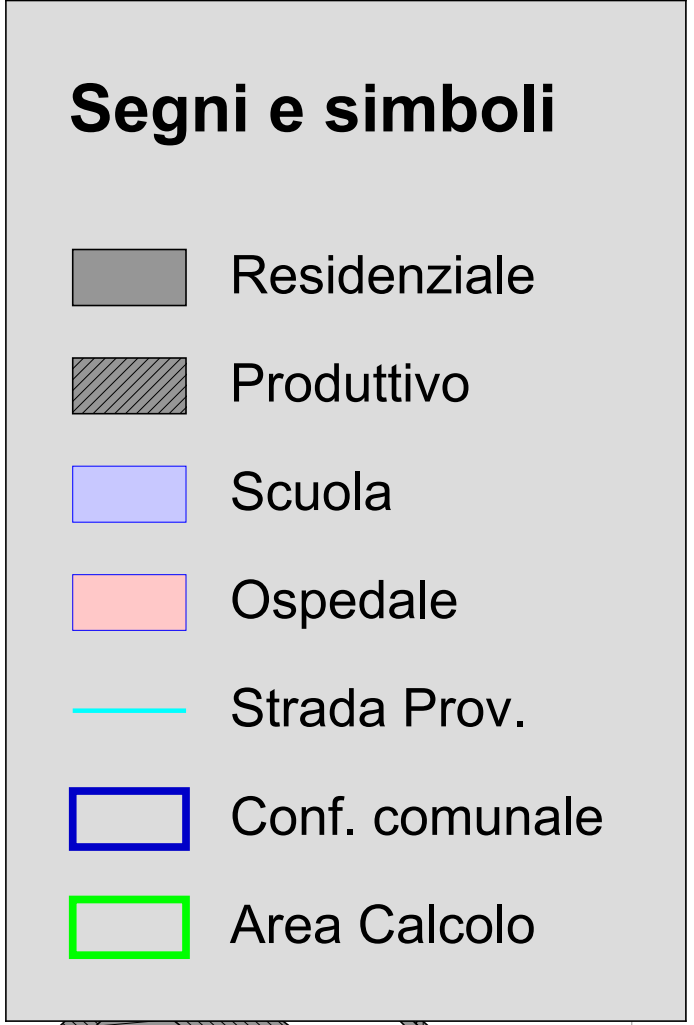 Segni e simboli
Residenziale
Produttivo
Scuola
Ospedale
Strada Prov.
Conf. comunale
Area Calcolo